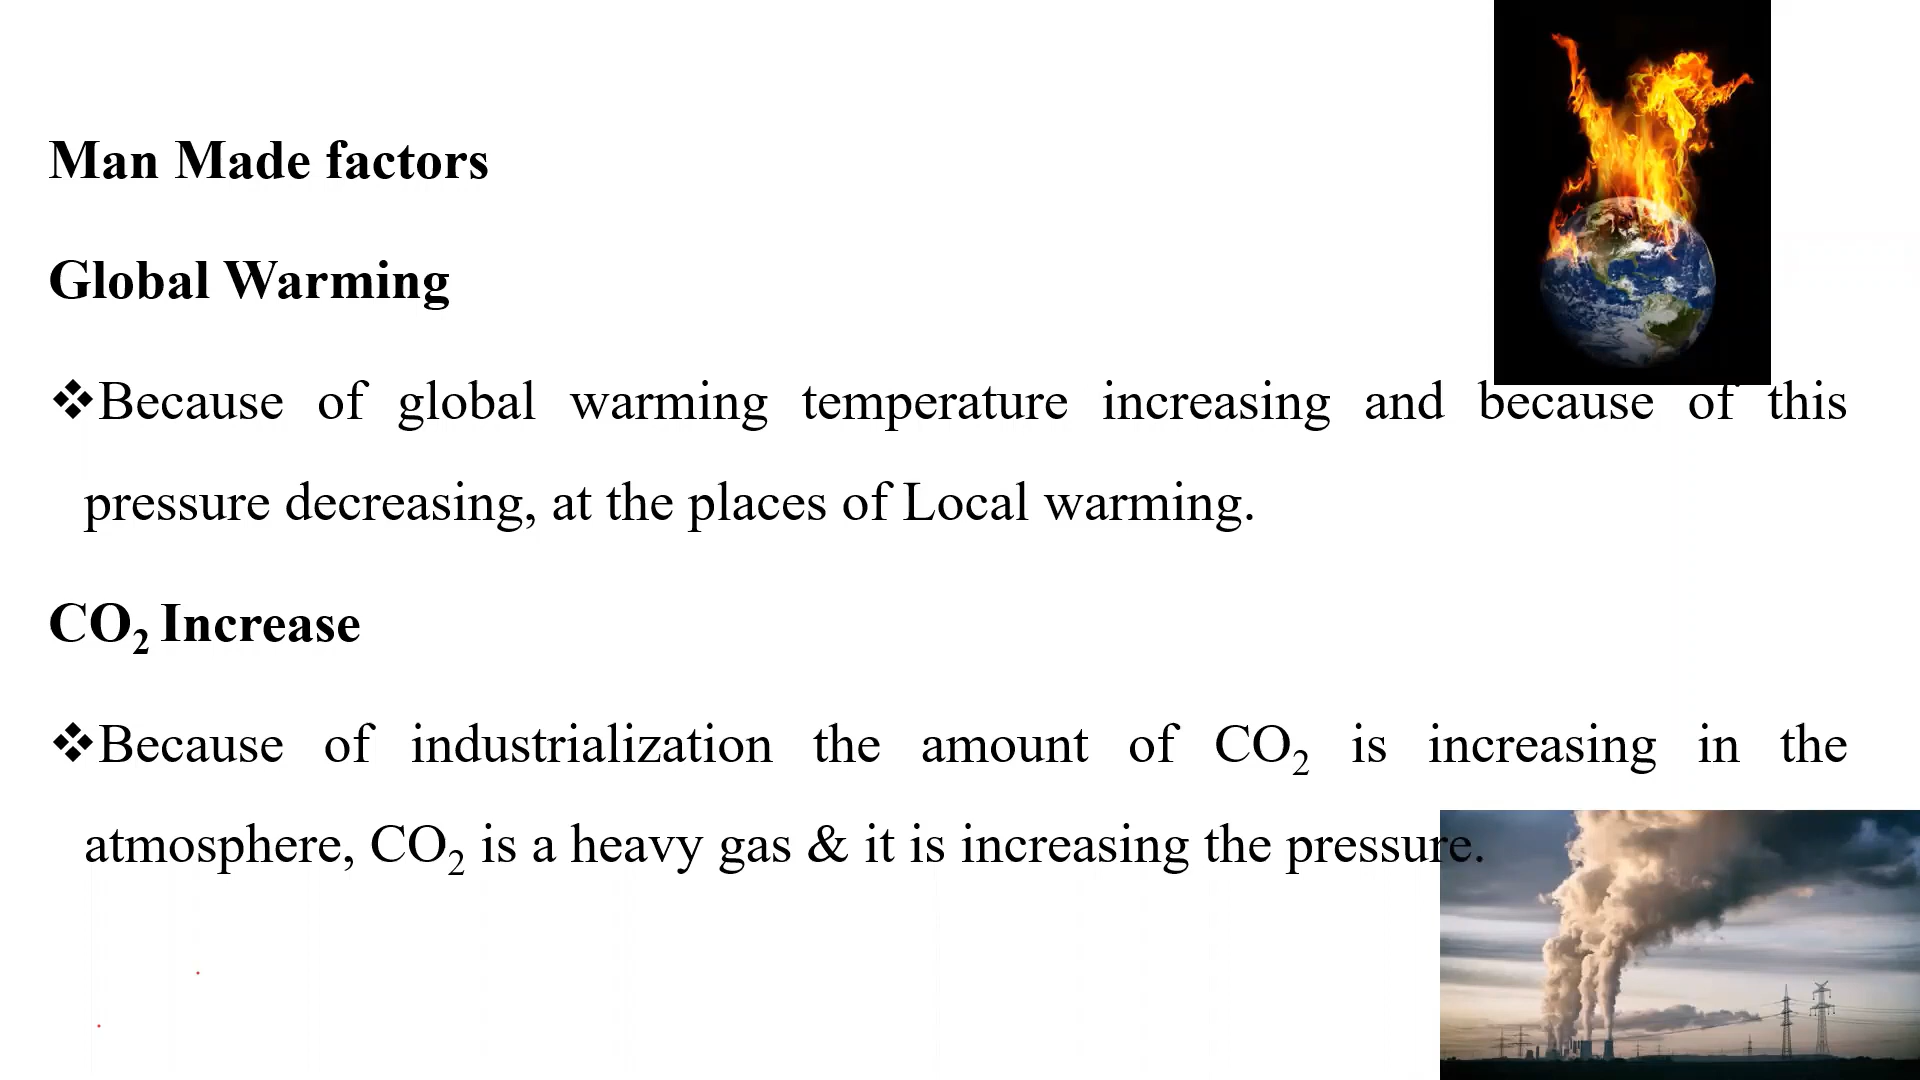 Man Made factors
Global Warming
❖Because of global warming temperature increasing and because of this
pressure decreasing, at the places of Local warming.
CO₂ Increase
❖Because of industrialization the amount of CO₂ is increasing in the
atmosphere, CO₂ is a heavy gas & it is increasing the pressure.